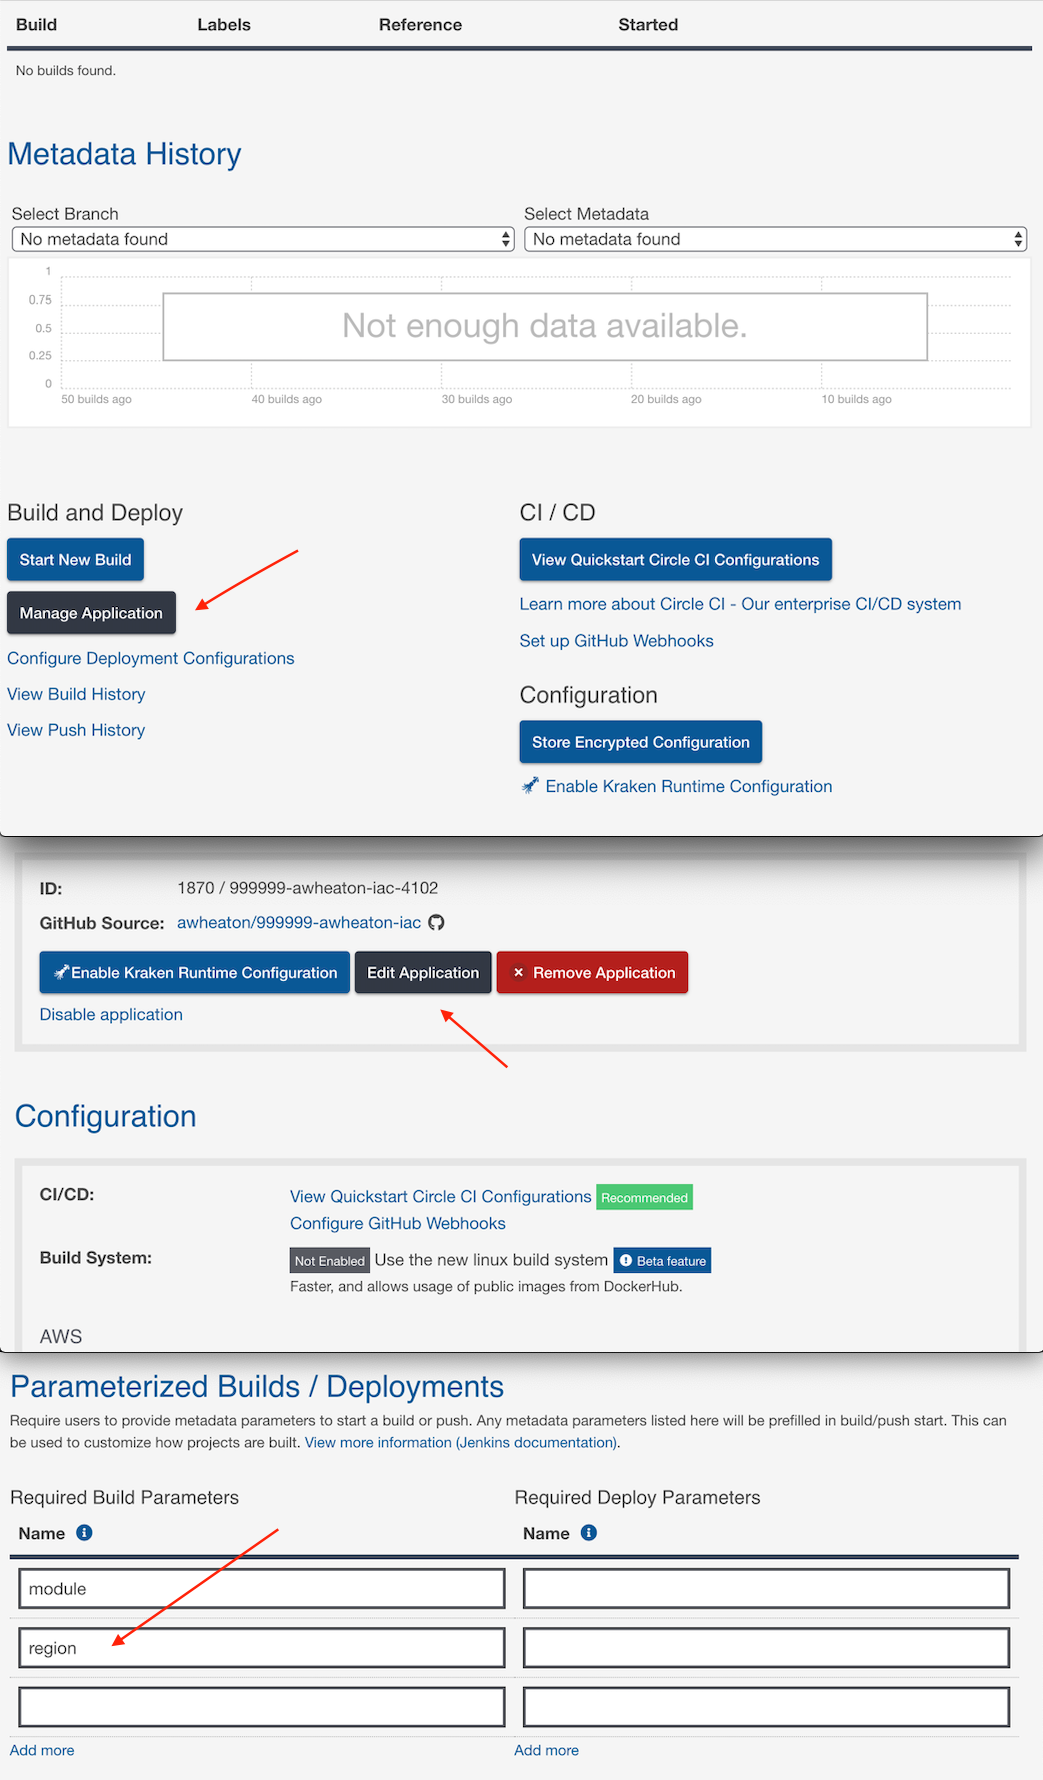 Build Labels Reference Started
No builds found.
Metadata History
Select Branch Select Metadata
No metadata found No metadata found
1
0.75
0.5
0.25
0
Not enough data available.
50 builds ago 40 builds ago 30 builds ago 20 builds ago 10 builds ago
Build and Deploy
Start New Build
Manage Application
Configure Deployment Configurations
View Build History
View Push History
CI / CD
View Quickstart Circle CI Configurations
Learn more about Circle CI - Our enterprise CI/CD system
Set up GitHub Webhooks
Configuration
Store Encrypted Configuration
Enable Kraken Runtime Configuration
ID: 1870 / 999999-awheaton-iac-4102
GitHub Source: awheaton/999999-awheaton-iac
Enable Kraken Runtime Configuration Edit Application Remove Application
Disable application
Configuration
CI/CD: View Quickstart Circle CI Configurations Recommended
Configure GitHub Webhooks
Build System: Not Enabled Use the new linux build system Beta feature
Faster, and allows usage of public images from DockerHub.
AWS
Parameterized Builds / Deployments
Require users to provide metadata parameters to start a build or push. Any metadata parameters listed here will be prefilled in build/push start. This can
be used to customize how projects are built. View more information (Jenkins documentation).
Required Build Parameters Required Deploy Parameters
Name Name
module
region
Add more Add more